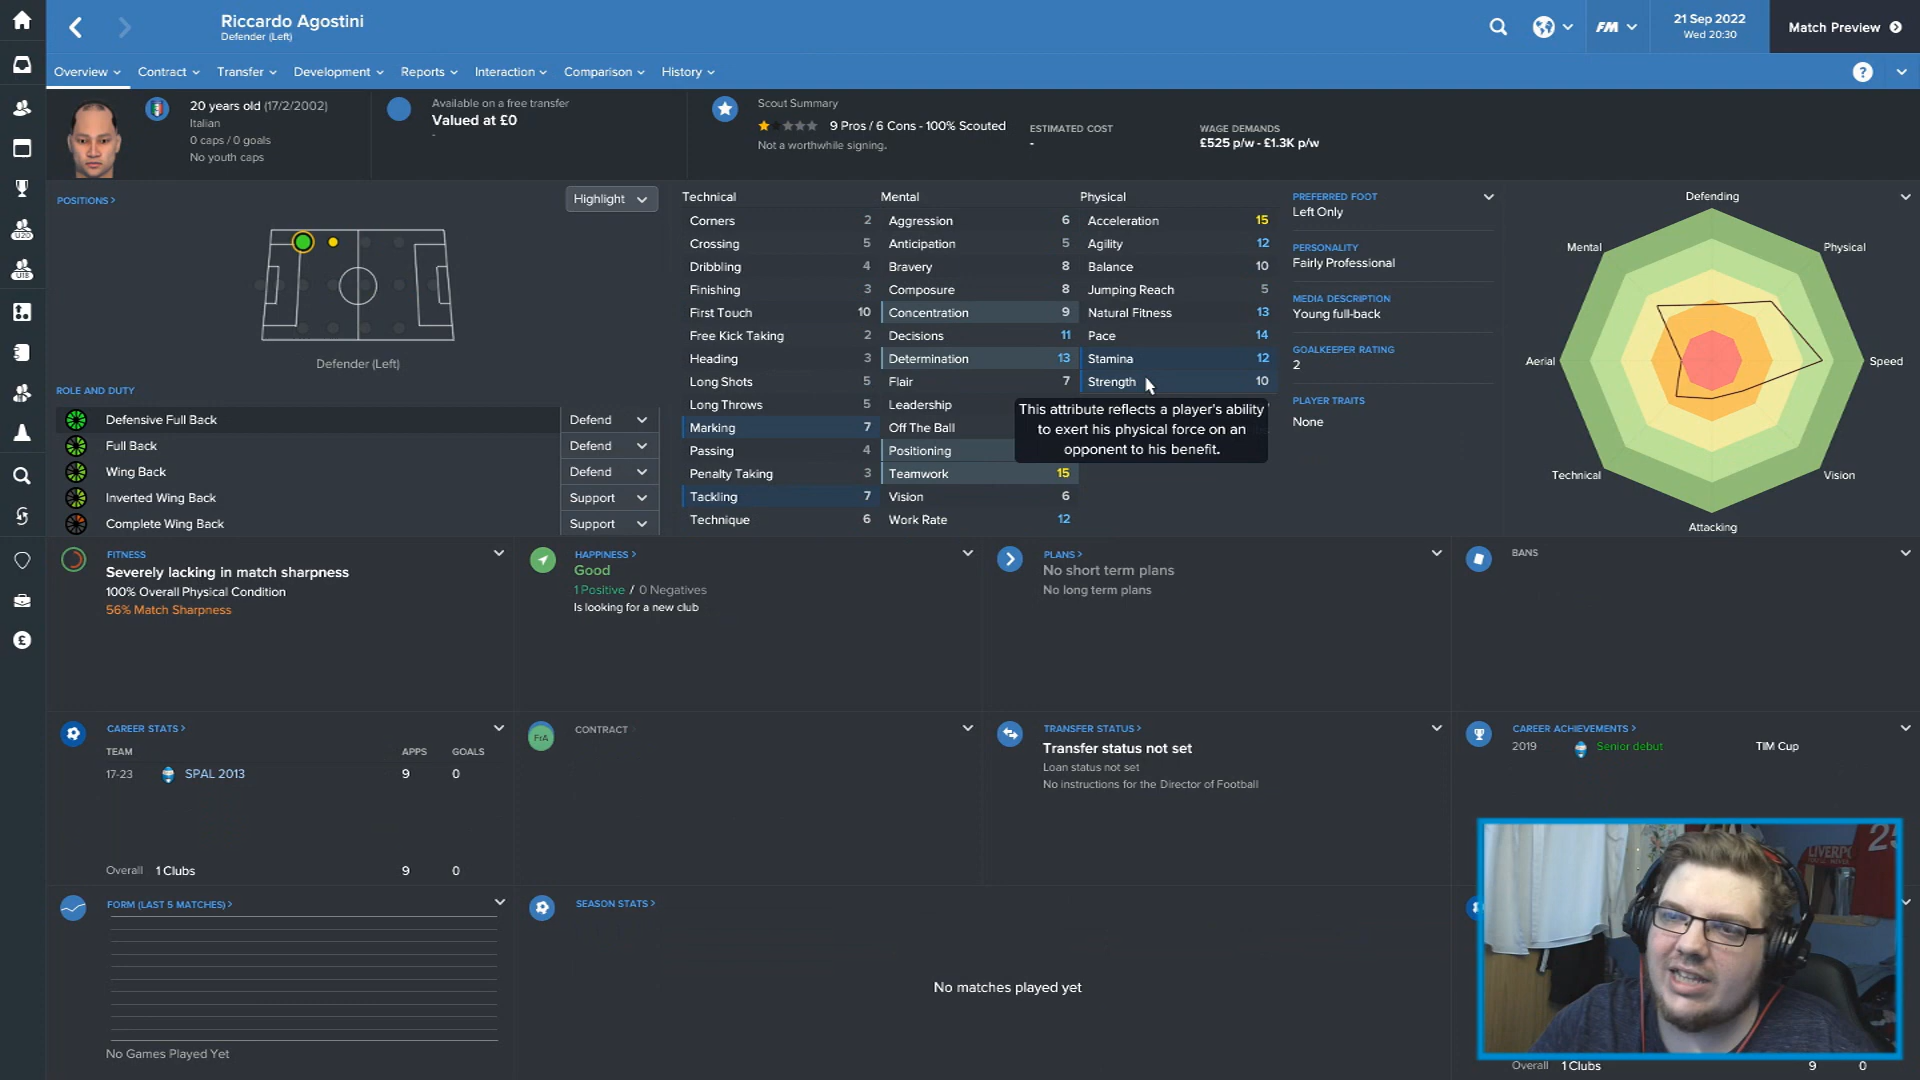 Riccardo Agostini
Defender (Left)
FM
21 Sep 2022
Wed 20:30
Match Preview
Overview
Contract
Transfer
Development
Reports
Interaction
Comparison
History
?
20 years old (17/2/2002)
Italian
0 caps / 0 goals
No youth caps
Available on a free transfer
Valued at £0
-
Scout Summary
9 Pros / 6 Cons - 100% Scouted
Not a worthwhile signing.
ESTIMATED COST
-
WAGE DEMANDS
£525 p/w - £1.3K p/w
POSITIONS >
Highlight
Defender (Left)
ROLE AND DUTY
Defensive Full Back Defend
Full Back Defend
Wing Back Defend
Inverted Wing Back Support
Complete Wing Back Support
Technical
Corners 2
Crossing 5
Dribbling 4
Finishing 3
First Touch 10
Free Kick Taking 2
Heading 3
Long Shots 5
Long Throws 5
Marking 7
Passing 4
Penalty Taking 3
Tackling 7
Technique 6
Mental
Aggression 6
Anticipation 5
Bravery 8
Composure 8
Concentration 9
Decisions 11
Determination 13
Flair 7
Leadership
Off The Ball
Positioning
Teamwork 15
Vision 6
Work Rate 12
Physical
Acceleration 15
Agility 12
Balance 10
Jumping Reach 5
Natural Fitness 13
Pace 14
Stamina 12
Strength 10
This attribute reflects a player's ability
to exert his physical force on an
opponent to his benefit.
PREFERRED FOOT
Left Only
PERSONALITY
Fairly Professional
MEDIA DESCRIPTION
Young full-back
GOALKEEPER RATING
2
PLAYER TRAITS
None
Defending
Physical
Speed
Vision
Attacking
Technical
Aerial
Mental
FITNESS
Severely lacking in match sharpness
100% Overall Physical Condition
56% Match Sharpness
HAPPINESS >
Good
1 Positive / 0 Negatives
Is looking for a new club
PLANS >
No short term plans
No long term plans
BANS
CAREER STATS >
TEAM APPS GOALS
17-23 SPAL 2013 9 0
Overall 1 Clubs 9 0
FrA
CONTRACT
TRANSFER STATUS >
Transfer status not set
Loan status not set
No instructions for the Director of Football
CAREER ACHIEVEMENTS >
2019 Senior debut TIM Cup
FORM (LAST 5 MATCHES) >
No Games Played Yet
SEASON STATS >
No matches played yet
Overall 1 Clubs 9 0
U20
U18
£